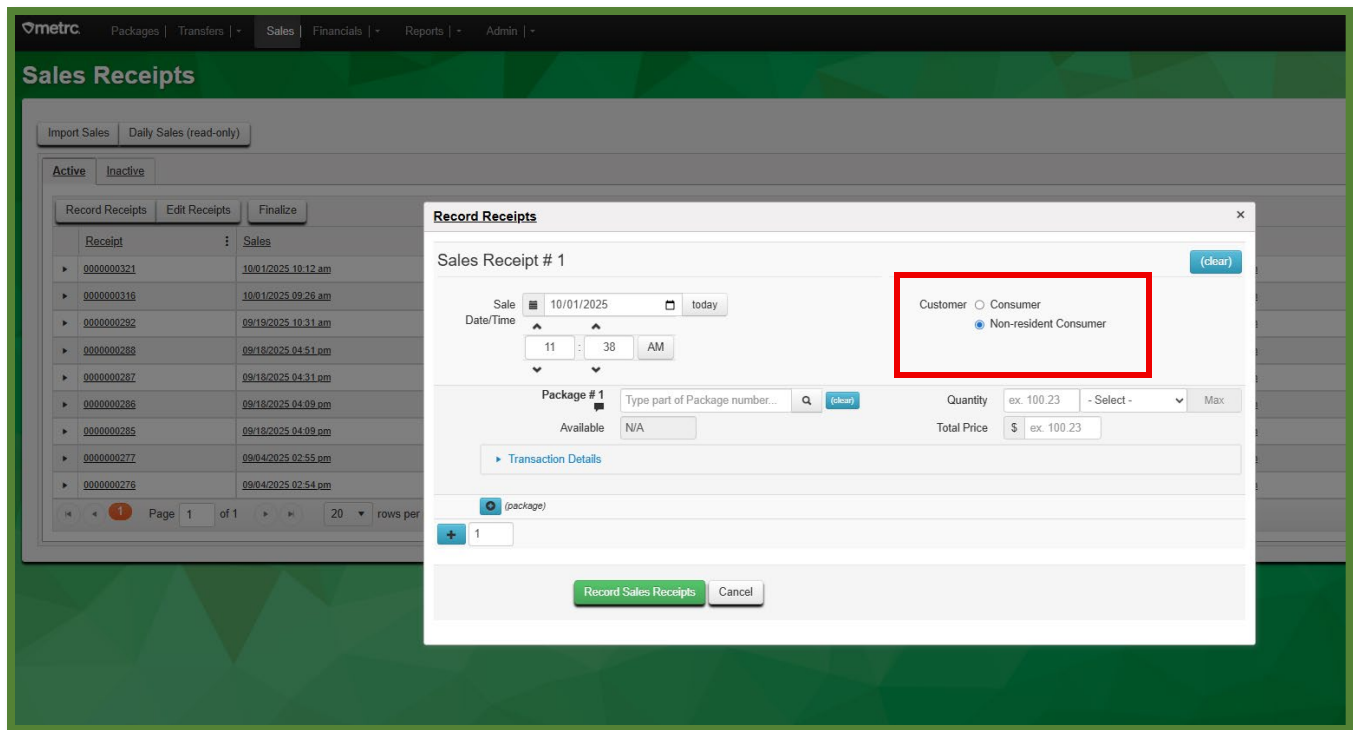 metrc. Packages | Transfers | Sales | Financials | Reports | Admin |
Sales Receipts
Import Sales Daily Sales (read-only)
Active Inactive
Record Receipts Edit Receipts Finalize
Receipt Sales
0000000321 10/01/2025 10:12 am
0000000316 10/01/2025 09:26 am
0000000292 09/19/2025 10:31 am
0000000288 09/18/2025 04:51 pm
0000000287 09/18/2025 04:31 pm
0000000286 09/18/2025 04:09 pm
0000000285 09/18/2025 04:09 pm
0000000277 09/04/2025 02:55 pm
0000000276 09/04/2025 02:54 pm
1 Page 1 of 1 20 rows per
Record Receipts ×
Sales Receipt # 1 (clear)
Sale Date/Time 10/01/2025 today
11 : 38 AM
Customer Consumer
Non-resident Consumer
Package # 1 Type part of Package number... (clear) Quantity ex. 100.23 - Select - Max
Available N/A Total Price $ ex. 100.23
Transaction Details
(package)
+ 1
Record Sales Receipts Cancel